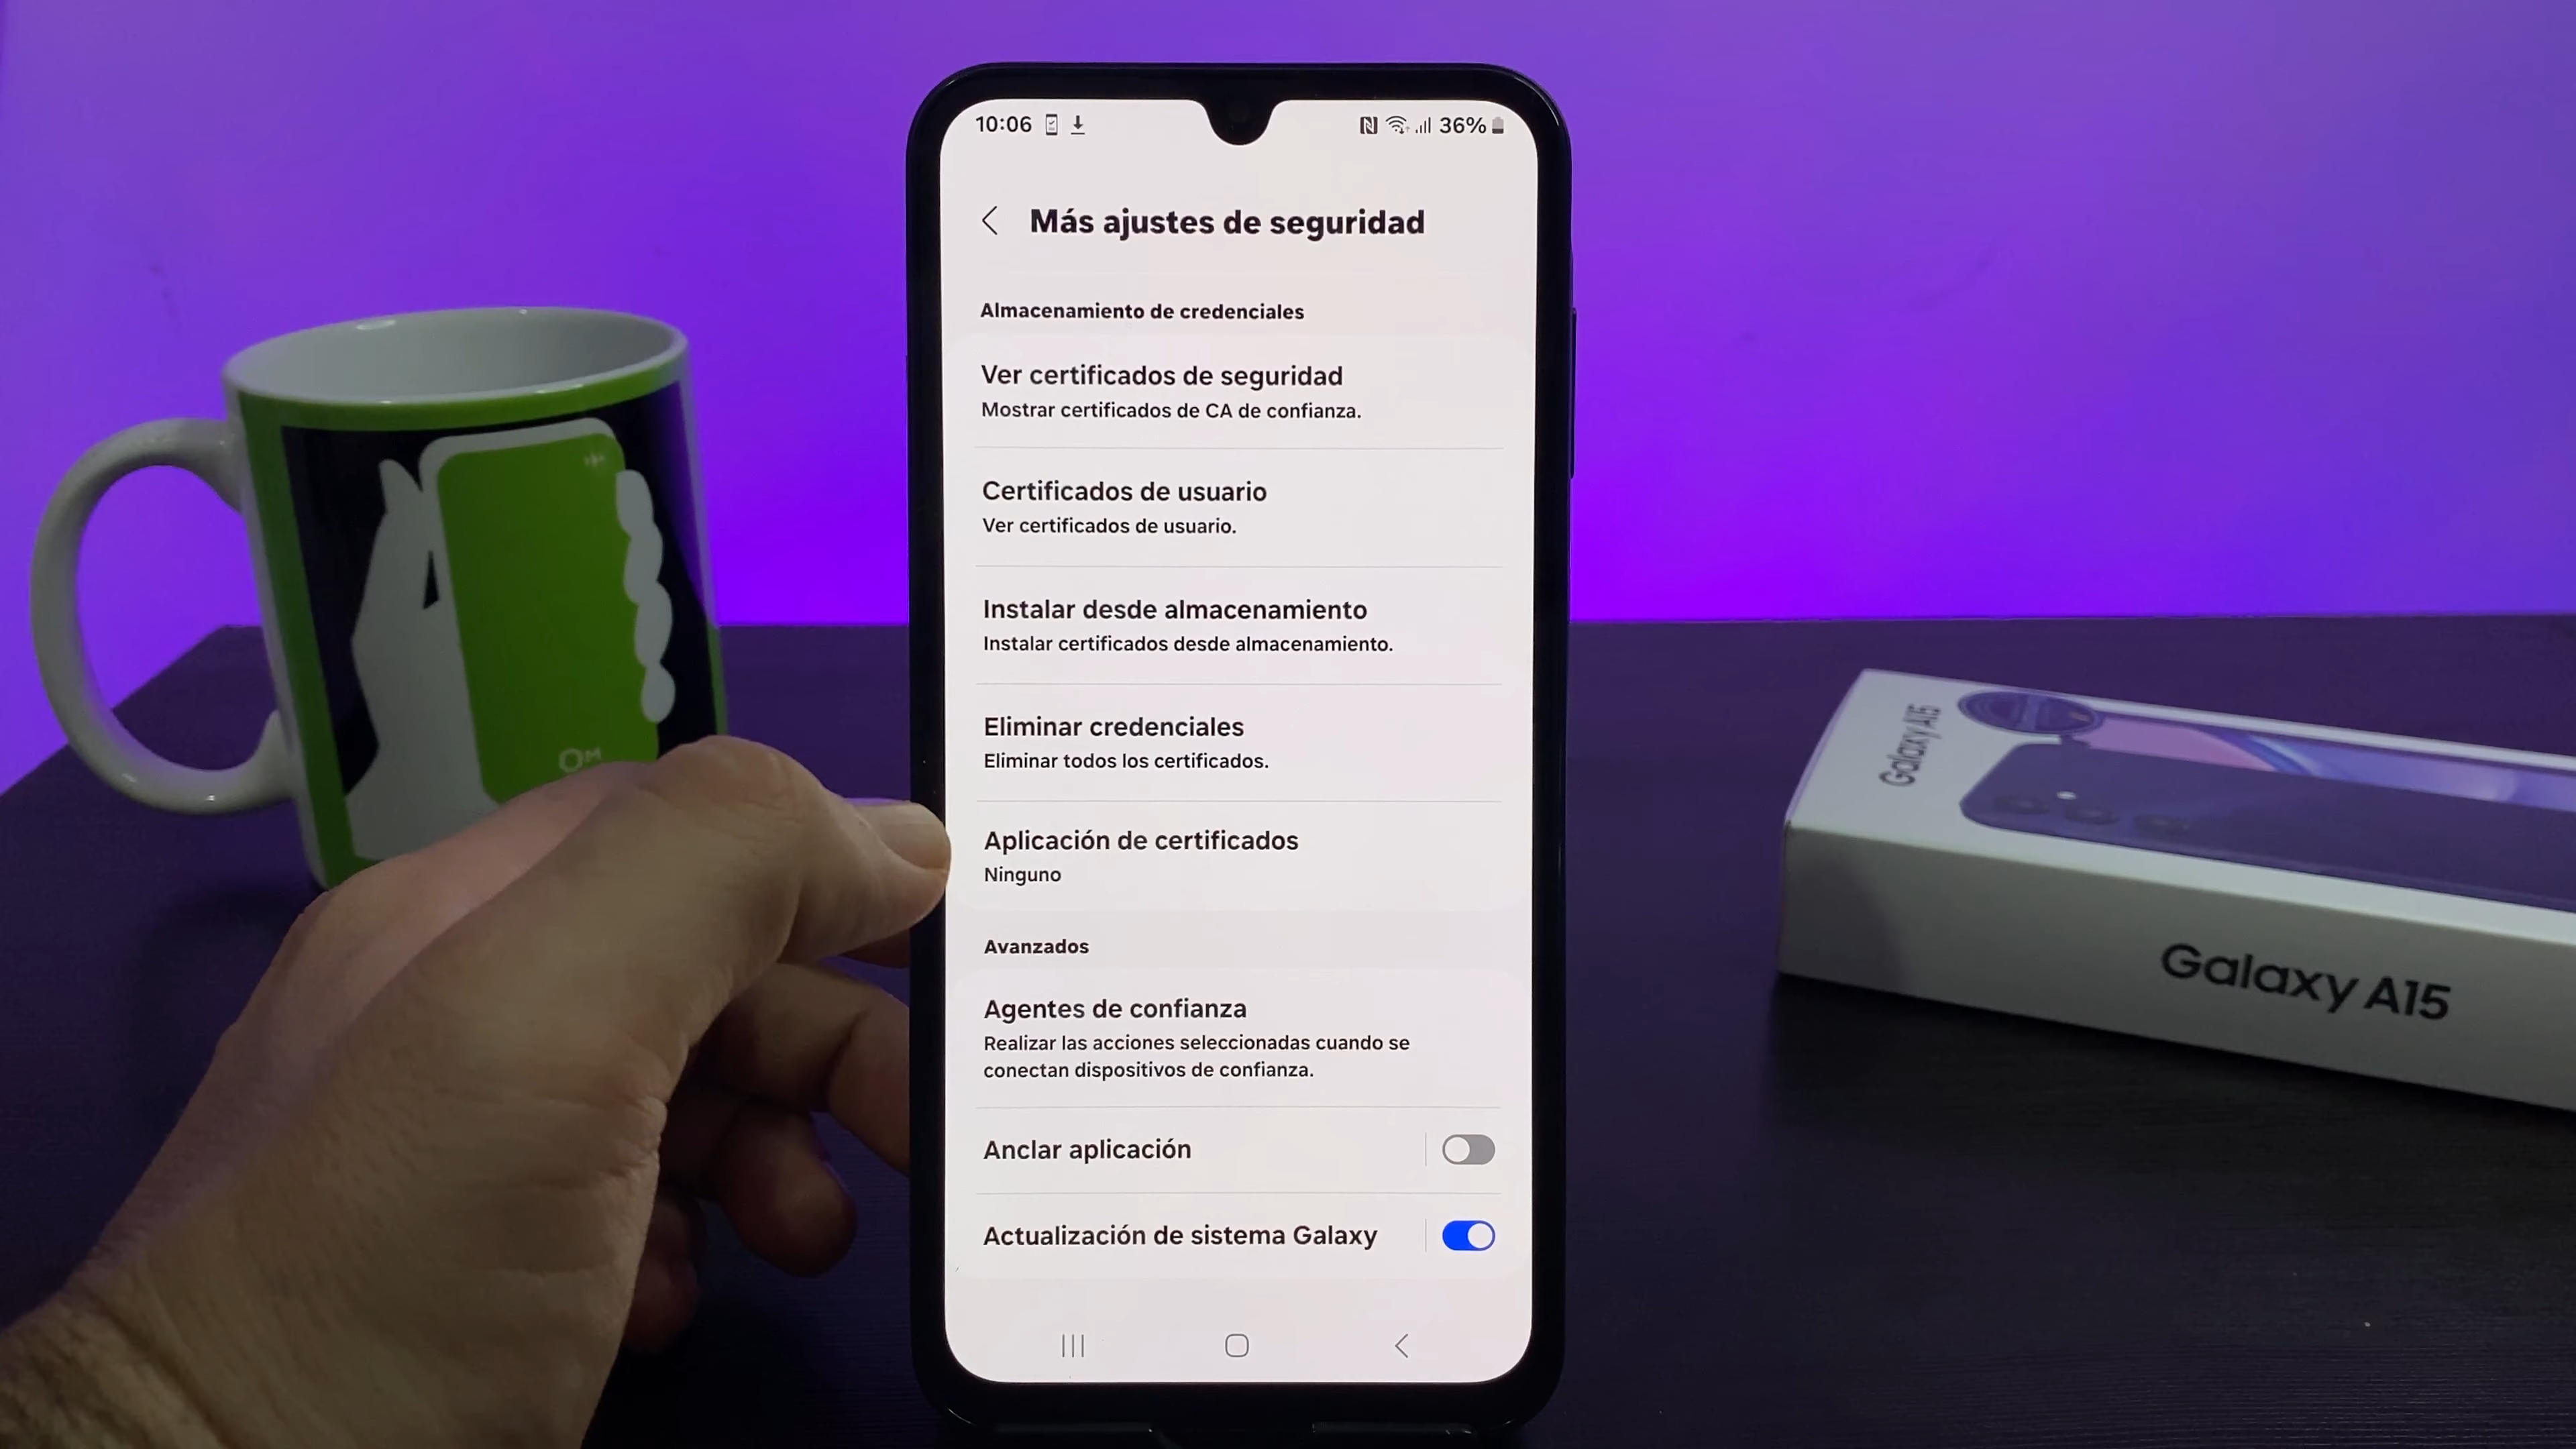 10:06
36%
Más ajustes de seguridad
Almacenamiento de credenciales
Ver certificados de seguridad
Mostrar certificados de CA de confianza.
Certificados de usuario
Ver certificados de usuario.
Instalar desde almacenamiento
Instalar certificados desde almacenamiento.
Eliminar credenciales
Eliminar todos los certificados.
Aplicación de certificados
Ninguno
Avanzados
Agentes de confianza
Realizar las acciones seleccionadas cuando se
conectan dispositivos de confianza.
Anclar aplicación
Actualización de sistema Galaxy
OM
Galaxy A15
Galaxy A15